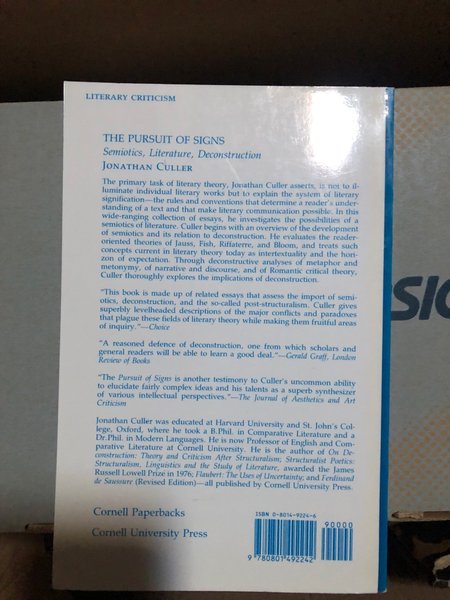 LITERARY CRITICISM
THE PURSUIT OF SIGNS
Semiotics, Literature, Deconstruction
JONATHAN CULLER
The primary task of literary theory, Jonathan Culler asserts, is not to il-
luminate individual literary works but to explain the system of literary
signification—the rules and conventions that determine a reader's under-
standing of a text and that make literary communication possible. In this
wide-ranging collection of essays, he investigates the possibilities of a
semiotics of literature. Culler begins with an overview of the development
of semiotics and its relation to deconstruction. He evaluates the reader-
oriented theories of Jauss, Fish, Riffaterre, and Bloom, and treats such
concepts current in literary theory today as intertextuality and the hori-
zon of expectation. Through deconstructive analyses of metaphor and
metonymy, of narrative and discourse, and of Romantic critical theory,
Culler thoroughly explores the implications of deconstruction.
"This book is made up of related essays that assess the import of semi-
otics, deconstruction, and the so-called post-structuralism. Culler gives
superbly levelheaded descriptions of the major conflicts and paradoxes
that plague these fields of literary theory while making them fruitful areas
of inquiry."—Choice
"A reasoned defence of deconstruction, one from which scholars and
general readers will be able to learn a good deal."—Gerald Graff, London
Review of Books
"The Pursuit of Signs is another testimony to Culler's uncommon ability
to elucidate fairly complex ideas and his talents as a superb synthesizer
of various intellectual perspectives."—The Journal of Aesthetics and Art
Criticism
Jonathan Culler was educated at Harvard University and St. John's Col-
lege, Oxford, where he took a B.Phil. in Comparative Literature and a
Dr.Phil. in Modern Languages. He is now Professor of English and Com-
parative Literature at Cornell University. He is the author of On De-
construction: Theory and Criticism After Structuralism; Structuralist Poetics:
Structuralism, Linguistics and the Study of Literature, awarded the James
Russell Lowell Prize in 1976; Flaubert: The Uses of Uncertainty; and Ferdinand
de Saussure (Revised Edition)—all published by Cornell University Press.
Cornell Paperbacks
Cornell University Press
ISBN 0-8014-9224-6
90000
9 780801 492242